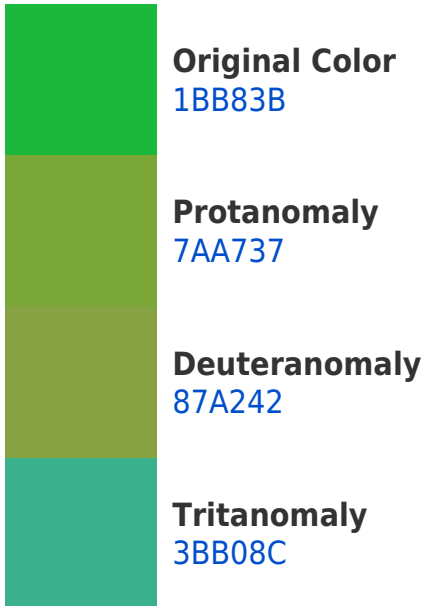 Original Color
1BB83B
Protanomaly
7AA737
Deuteranomaly
87A242
Tritanomaly
3BB08C